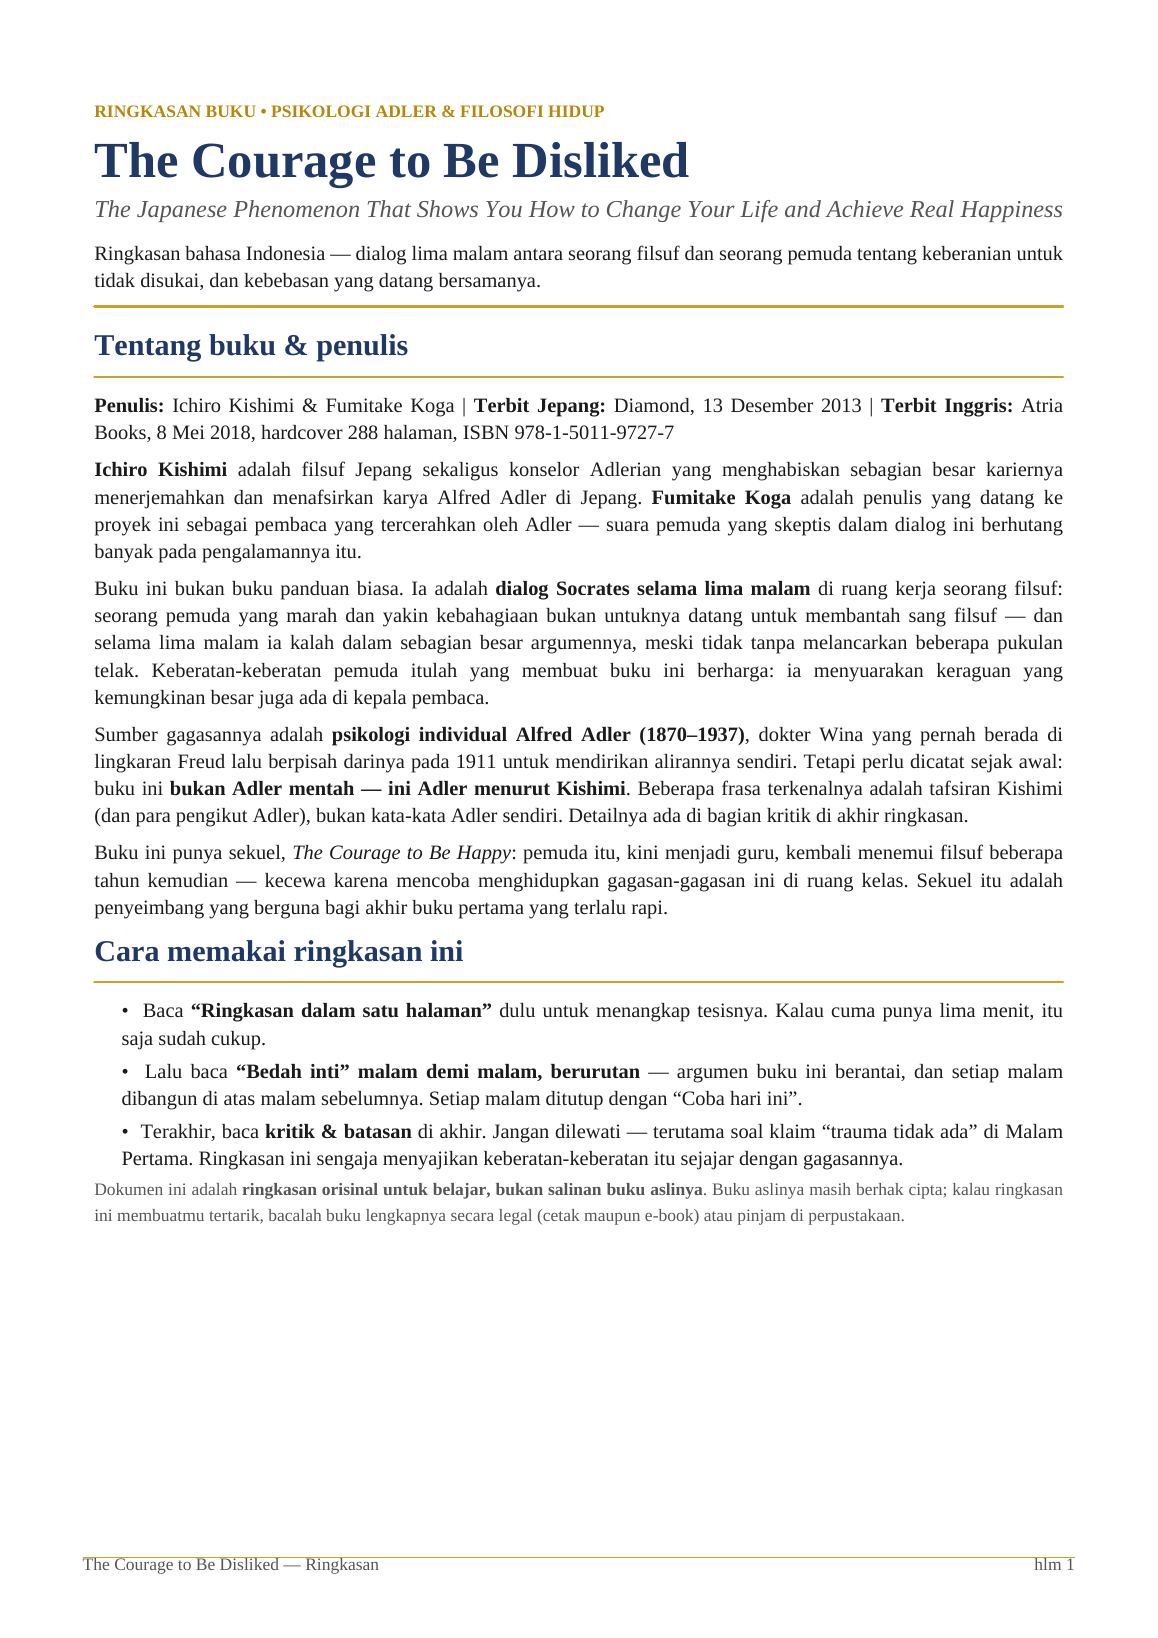 RINGKASAN BUKU • PSIKOLOGI ADLER & FILOSOFI HIDUP
The Courage to Be Disliked
The Japanese Phenomenon That Shows You How to Change Your Life and Achieve Real Happiness
Ringkasan bahasa Indonesia — dialog lima malam antara seorang filsuf dan seorang pemuda tentang keberanian untuk
tidak disukai, dan kebebasan yang datang bersamanya.
Tentang buku & penulis
Penulis: Ichiro Kishimi & Fumitake Koga | Terbit Jepang: Diamond, 13 Desember 2013 | Terbit Inggris: Atria
Books, 8 Mei 2018, hardcover 288 halaman, ISBN 978-1-5011-9727-7
Ichiro Kishimi adalah filsuf Jepang sekaligus konselor Adlerian yang menghabiskan sebagian besar kariernya
menerjemahkan dan menafsirkan karya Alfred Adler di Jepang. Fumitake Koga adalah penulis yang datang ke
proyek ini sebagai pembaca yang tercerahkan oleh Adler — suara pemuda yang skeptis dalam dialog ini berhutang
banyak pada pengalamannya itu.
Buku ini bukan buku panduan biasa. Ia adalah dialog Socrates selama lima malam di ruang kerja seorang filsuf:
seorang pemuda yang marah dan yakin kebahagiaan bukan untuknya datang untuk membantah sang filsuf — dan
selama lima malam ia kalah dalam sebagian besar argumennya, meski tidak tanpa melancarkan beberapa pukulan
telak. Keberatan-keberatan pemuda itulah yang membuat buku ini berharga: ia menyuarakan keraguan yang
kemungkinan besar juga ada di kepala pembaca.
Sumber gagasannya adalah psikologi individual Alfred Adler (1870–1937), dokter Wina yang pernah berada di
lingkaran Freud lalu berpisah darinya pada 1911 untuk mendirikan alirannya sendiri. Tetapi perlu dicatat sejak awal:
buku ini bukan Adler mentah — ini Adler menurut Kishimi. Beberapa frasa terkenalnya adalah tafsiran Kishimi
(dan para pengikut Adler), bukan kata-kata Adler sendiri. Detailnya ada di bagian kritik di akhir ringkasan.
Buku ini punya sekuel, The Courage to Be Happy: pemuda itu, kini menjadi guru, kembali menemui filsuf beberapa
tahun kemudian — kecewa karena mencoba menghidupkan gagasan-gagasan ini di ruang kelas. Sekuel itu adalah
penyeimbang yang berguna bagi akhir buku pertama yang terlalu rapi.
Cara memakai ringkasan ini
• Baca “Ringkasan dalam satu halaman” dulu untuk menangkap tesisnya. Kalau cuma punya lima menit, itu
saja sudah cukup.
• Lalu baca “Bedah inti” malam demi malam, berurutan — argumen buku ini berantai, dan setiap malam
dibangun di atas malam sebelumnya. Setiap malam ditutup dengan “Coba hari ini”.
• Terakhir, baca kritik & batasan di akhir. Jangan dilewati — terutama soal klaim “trauma tidak ada” di Malam
Pertama. Ringkasan ini sengaja menyajikan keberatan-keberatan itu sejajar dengan gagasannya.
Dokumen ini adalah ringkasan orisinal untuk belajar, bukan salinan buku aslinya. Buku aslinya masih berhak cipta; kalau ringkasan
ini membuatmu tertarik, bacalah buku lengkapnya secara legal (cetak maupun e-book) atau pinjam di perpustakaan.
The Courage to Be Disliked — Ringkasan
hlm 1